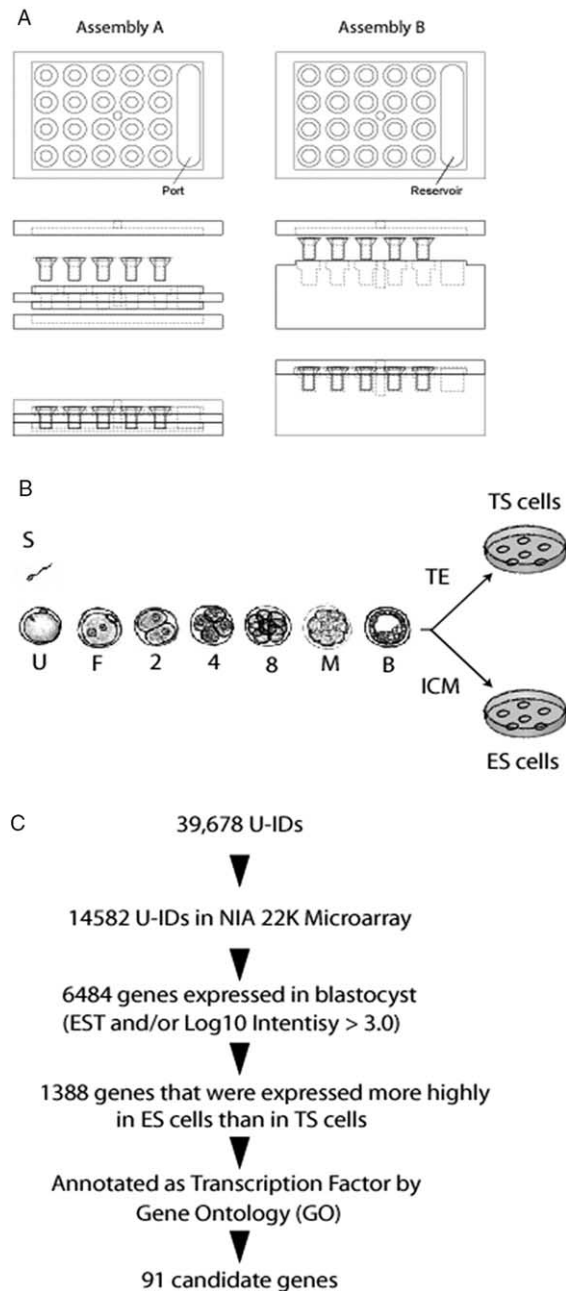 A
Assembly A
Assembly B
Port
Reservoir
B
S
U
F
2
4
8
M
B
TE
ICM
TS cells
ES cells
C
39,678 U-IDs
14582 U-IDs in NIA 22K Microarray
6484 genes expressed in blastocyst
(EST and/or Log10 Intentisy > 3.0)
1388 genes that were expressed more highly
in ES cells than in TS cells
Annotated as Transcription Factor by
Gene Ontology (GO)
91 candidate genes